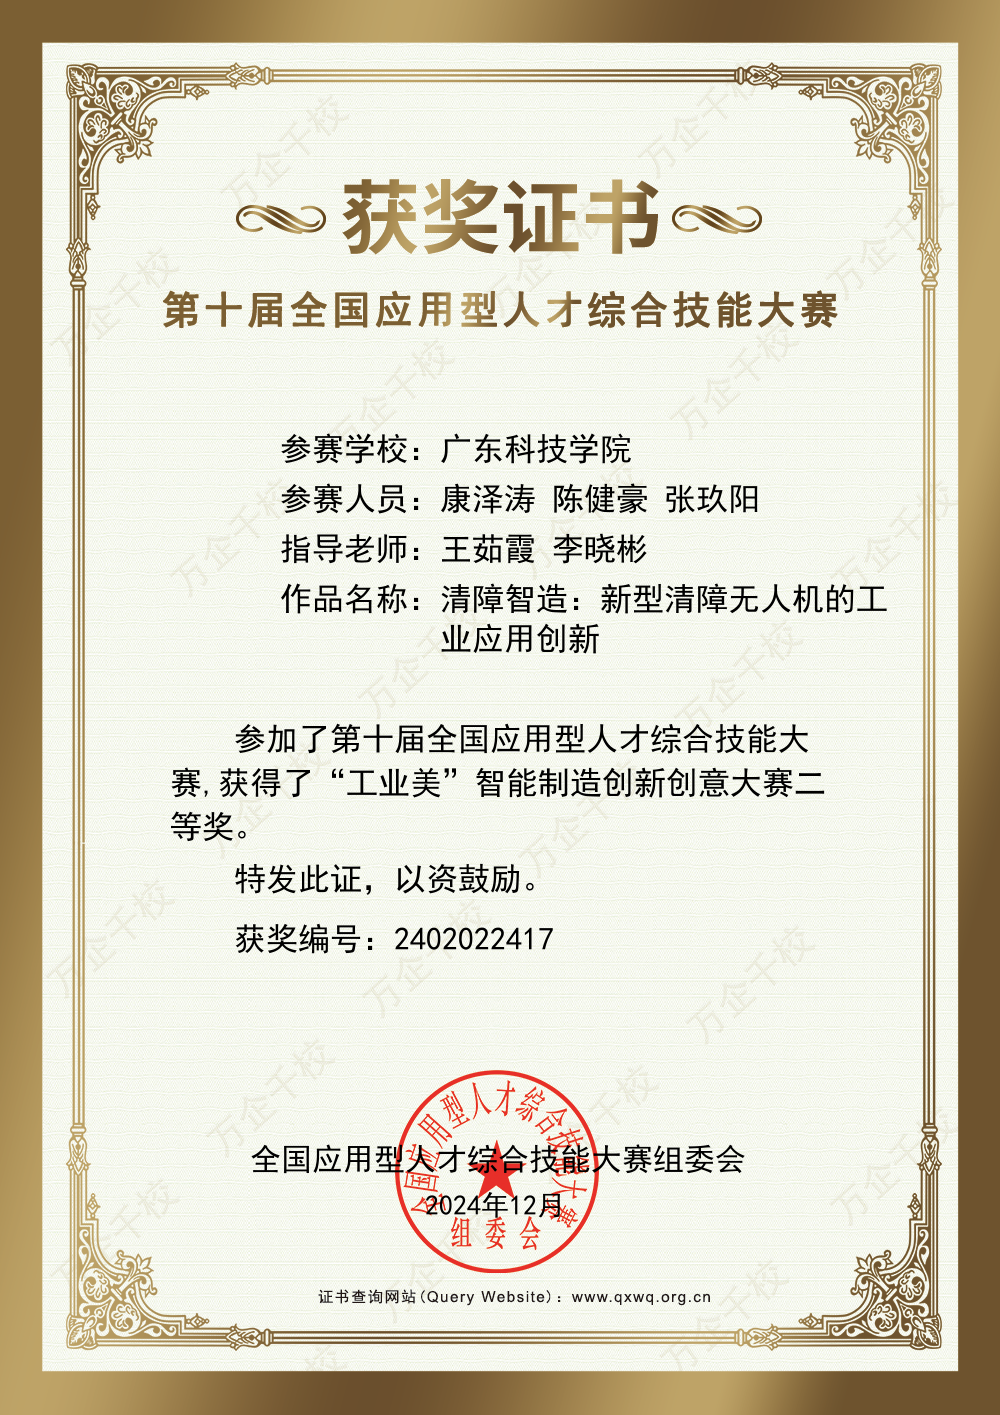 获奖证书
第十届全国应用型人才综合技能大赛
参赛学校：广东科技学院
参赛人员：康泽涛 陈健豪 张玖阳
指导老师：王茹霞 李晓彬
作品名称：清障智造：新型清障无人机的工
业应用创新
参加了第十届全国应用型人才综合技能大
赛,获得了“工业美”智能制造创新创意大赛二
等奖。
特发此证，以资鼓励。
获奖编号：2402022417
全国应用型人才综合技能大赛组委会
2024年12月
全国应用型人才综合技能大赛
组委会
证书查询网站(Query Website)：www.qxwq.org.cn
万企千校